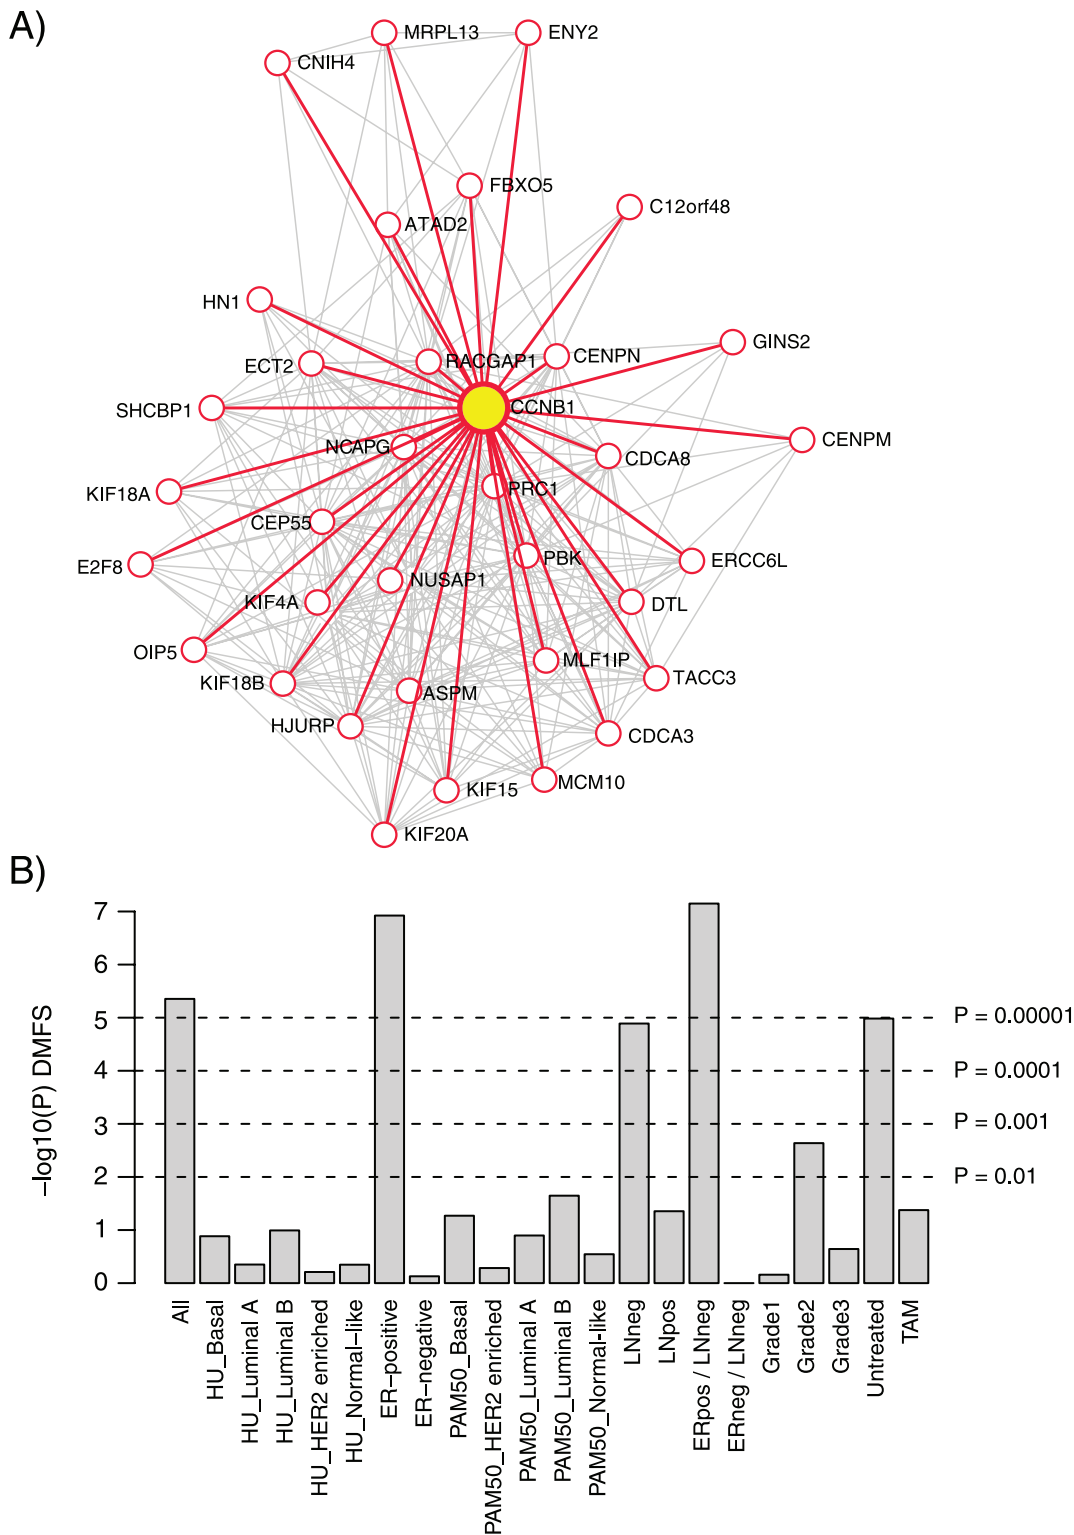 A)
MRPL13
ENY2
CNIH4
FBXO5
C12orf48
ATAD2
HN1
GINS2
ECT2
RACGAP1
CENPN
SHCBP1
CCNB1
CENPM
NCAPG
CDCA8
KIF18A
PRC1
CEP55
E2F8
PBK
ERCC6L
NUSAP1
KIF4A
DTL
OIP5
MLF1IP
KIF18B
ASPM
TACC3
HJURP
CDCA3
KIF15
MCM10
KIF20A
B)
−log10(P) DMFS
7
6
5
4
3
2
1
0
P = 0.00001
P = 0.0001
P = 0.001
P = 0.01
All
HU_Basal
HU_Luminal A
HU_Luminal B
HU_HER2 enriched
HU_Normal−like
ER−positive
ER−negative
PAM50_Basal
PAM50_HER2 enriched
PAM50_Luminal A
PAM50_Luminal B
PAM50_Normal-like
LNneg
LNpos
ERpos / LNneg
ERneg / LNneg
Grade1
Grade2
Grade3
Untreated
TAM